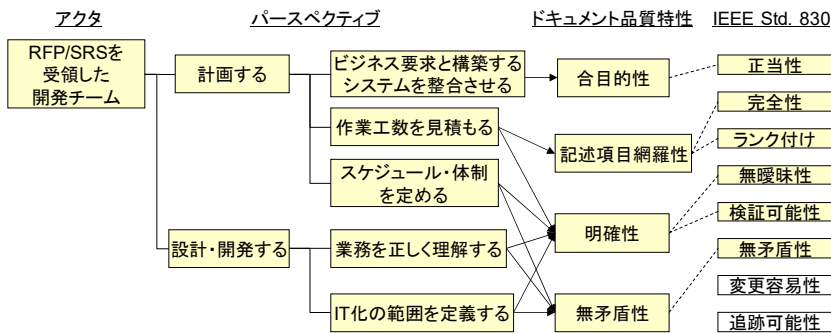 アクタ
パースペクティブ
ドキュメント品質特性
IEEE Std. 830
RFP/SRSを
受領した
開発チーム
計画する
ビジネス要求と構築する
システムを整合させる
合目的性
正当性
完全性
作業工数を見積もる
記述項目網羅性
ランク付け
スケジュール・体制
を定める
無曖昧性
検証可能性
設計・開発する
業務を正しく理解する
明確性
無矛盾性
変更容易性
IT化の範囲を定義する
無矛盾性
追跡可能性